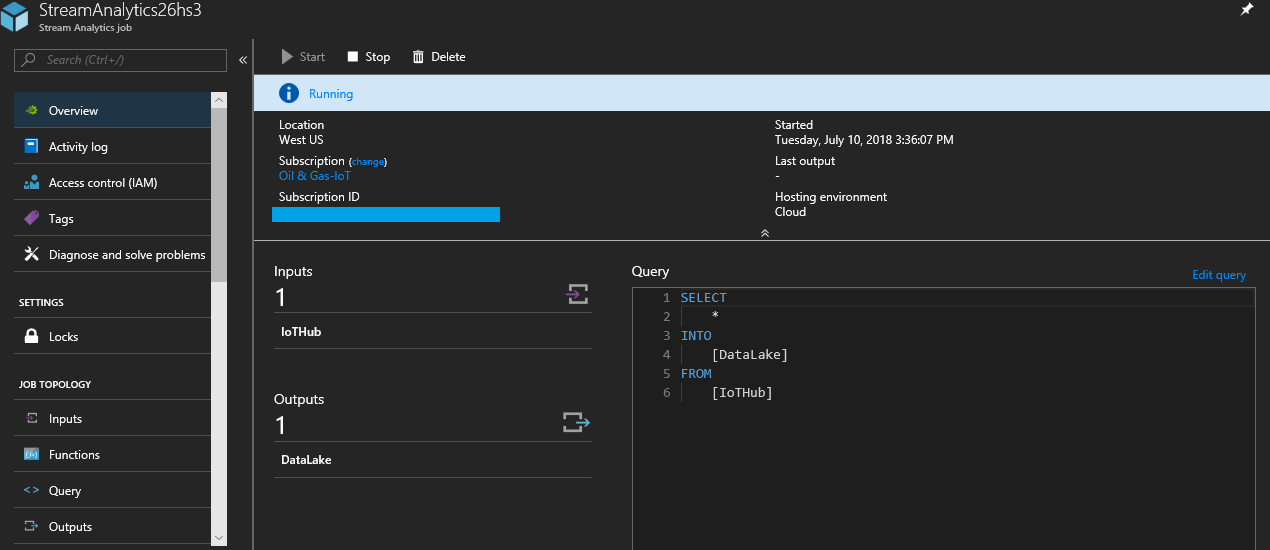 StreamAnalytics26hs3
Stream Analytics job
Search (Ctrl+/)
«
Overview
Activity log
Access control (IAM)
Tags
Diagnose and solve problems
SETTINGS
Locks
JOB TOPOLOGY
Inputs
Functions
Query
Outputs
Start
Stop
Delete
Running
Location
West US
Subscription (change)
Oil & Gas-IoT
Subscription ID
Started
Tuesday, July 10, 2018 3:36:07 PM
Last output
-
Hosting environment
Cloud
Inputs
1
IoTHub
Outputs
1
DataLake
Query
Edit query
1 SELECT
2 *
3 INTO
4 [DataLake]
5 FROM
6 [IoTHub]